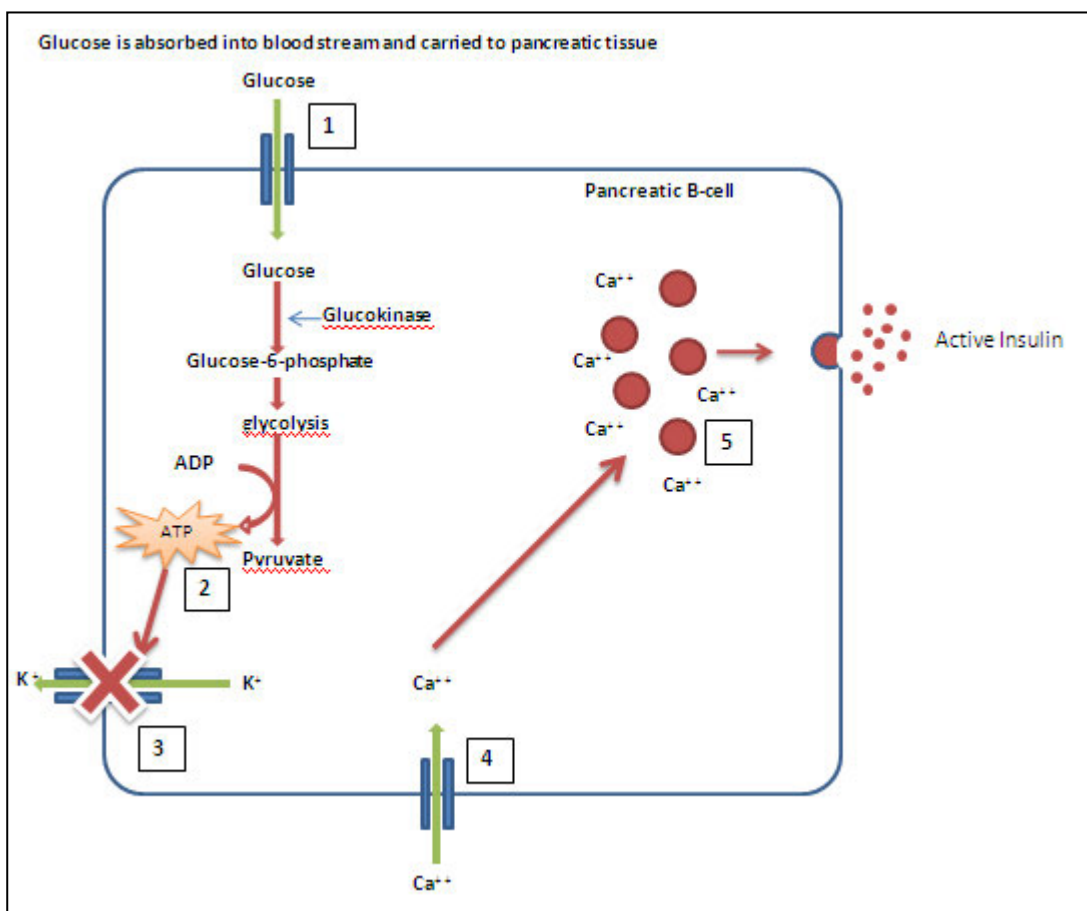 Glucose is absorbed into blood stream and carried to pancreatic tissue
Glucose
1
Pancreatic B-cell
Glucose
Glucokinase
Glucose-6-phosphate
glycolysis
ADP
ATP
Pyruvate
2
K⁺
K⁺
3
Ca⁺⁺
4
Ca⁺⁺
Ca⁺⁺
Ca⁺⁺
Ca⁺⁺
Ca⁺⁺
5
Ca⁺⁺
Active Insulin